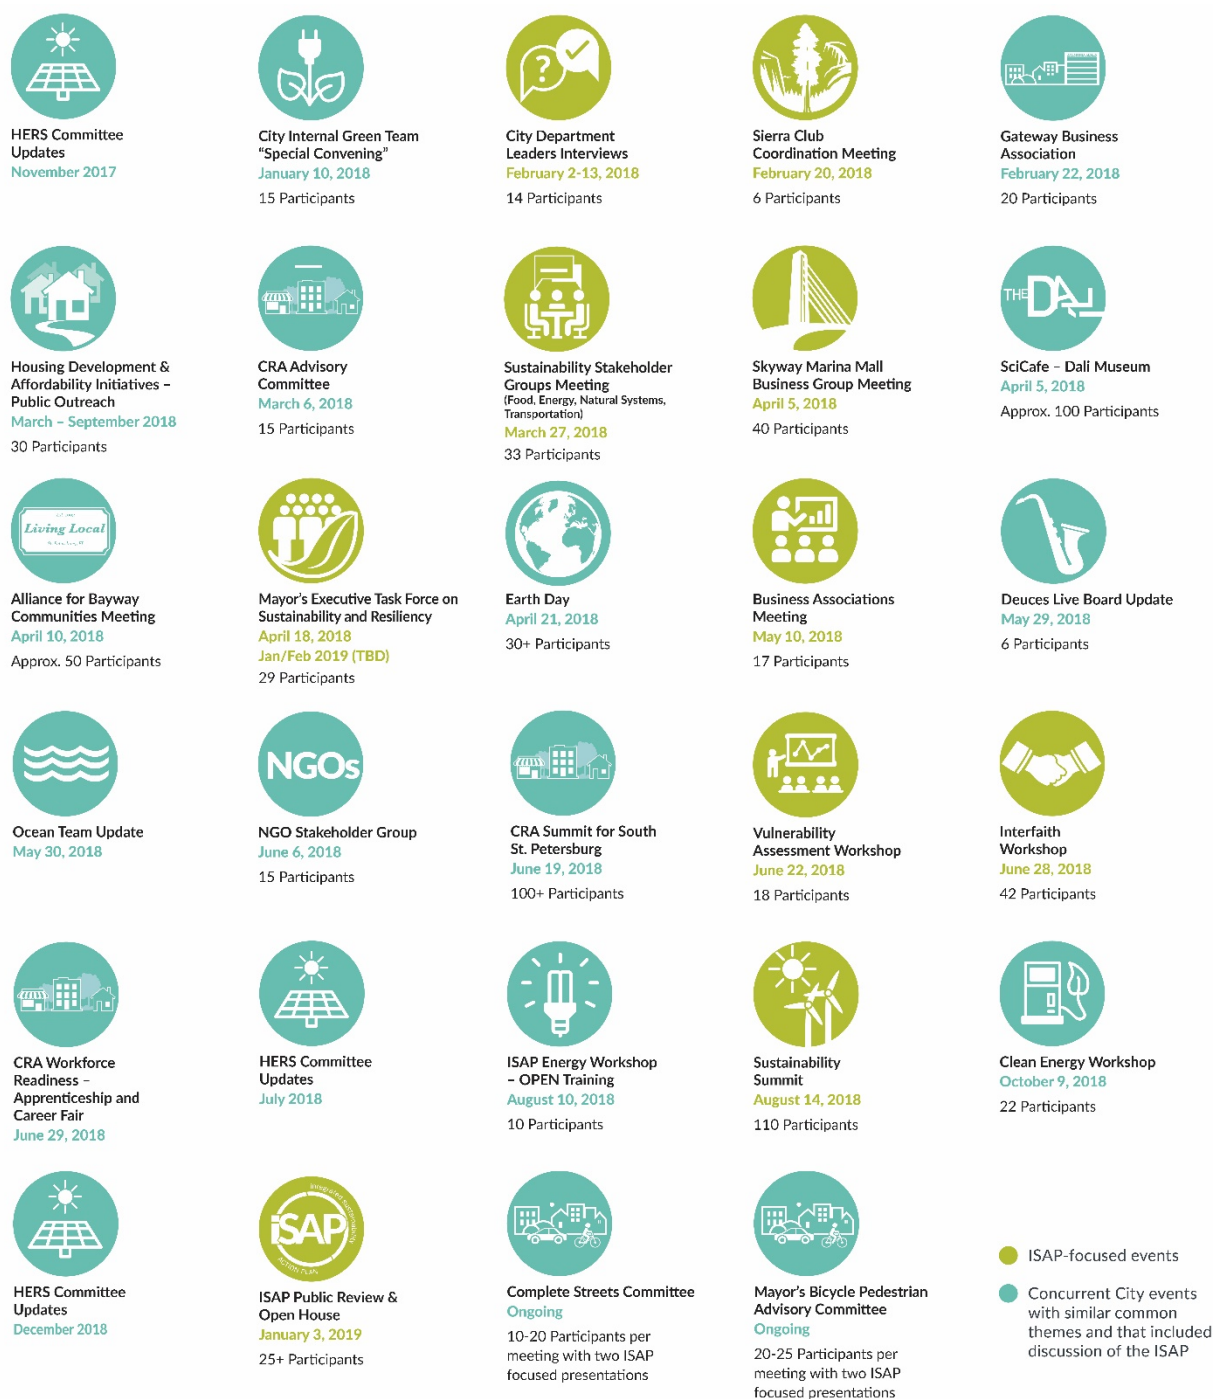 HERS Committee
Updates
November 2017
City Internal Green Team
“Special Convening”
January 10, 2018
15 Participants
?
City Department
Leaders Interviews
February 2-13, 2018
14 Participants
Sierra Club
Coordination Meeting
February 20, 2018
6 Participants
Gateway Business
Association
February 22, 2018
20 Participants
Housing Development &
Affordability Initiatives –
Public Outreach
March – September 2018
30 Participants
CRA Advisory
Committee
March 6, 2018
15 Participants
Sustainability Stakeholder
Groups Meeting
(Food, Energy, Natural Systems,
Transportation)
March 27, 2018
33 Participants
Skyway Marina Mall
Business Group Meeting
April 5, 2018
40 Participants
THE DALI
SciCafe – Dali Museum
April 5, 2018
Approx. 100 Participants
Living Local
Alliance for Bayway
Communities Meeting
April 10, 2018
Approx. 50 Participants
Mayor’s Executive Task Force on
Sustainability and Resiliency
April 18, 2018
Jan/Feb 2019 (TBD)
29 Participants
Earth Day
April 21, 2018
30+ Participants
Business Associations
Meeting
May 10, 2018
17 Participants
Deuces Live Board Update
May 29, 2018
6 Participants
Ocean Team Update
May 30, 2018
NGOs
NGO Stakeholder Group
June 6, 2018
15 Participants
CRA Summit for South
St. Petersburg
June 19, 2018
100+ Participants
Vulnerability
Assessment Workshop
June 22, 2018
18 Participants
Interfaith
Workshop
June 28, 2018
42 Participants
CRA Workforce
Readiness –
Apprenticeship and
Career Fair
June 29, 2018
HERS Committee
Updates
July 2018
ISAP Energy Workshop
– OPEN Training
August 10, 2018
10 Participants
Sustainability
Summit
August 14, 2018
110 Participants
Clean Energy Workshop
October 9, 2018
22 Participants
HERS Committee
Updates
December 2018
integrated sustainability
iSAP
ACTION PLAN
ISAP Public Review &
Open House
January 3, 2019
25+ Participants
Complete Streets Committee
Ongoing
10-20 Participants per
meeting with two ISAP
focused presentations
Mayor’s Bicycle Pedestrian
Advisory Committee
Ongoing
20-25 Participants per
meeting with two ISAP
focused presentations
ISAP-focused events
Concurrent City events
with similar common
themes and that included
discussion of the ISAP